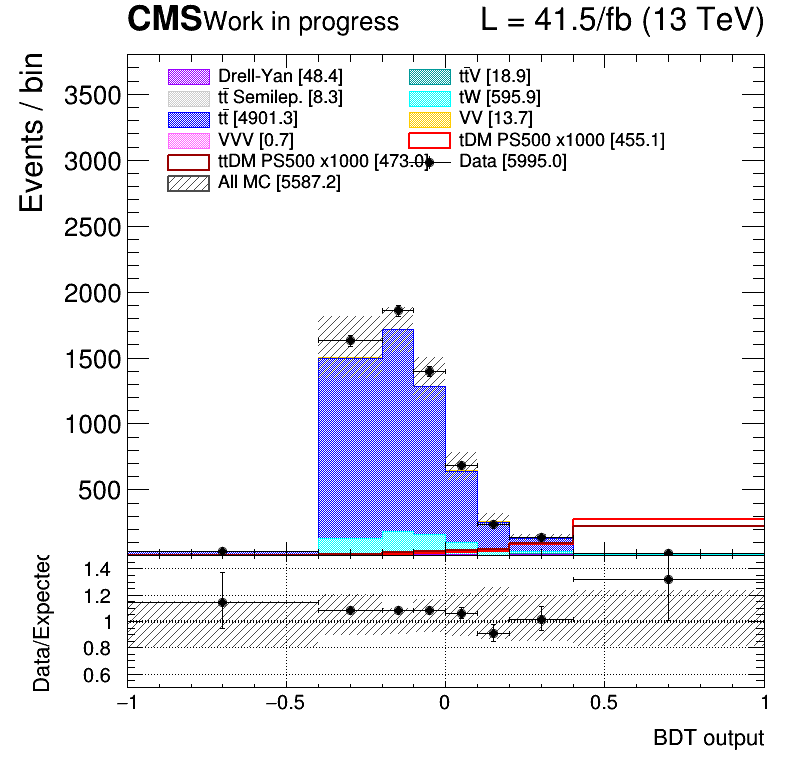 CMS Work in progress L = 41.5/fb (13 TeV)
Events / bin
Drell-Yan [48.4] tt̄V [18.9]
tt̄ Semilep. [8.3] tW [595.9]
tt̄ [4901.3] VV [13.7]
VVV [0.7] tDM PS500 x1000 [455.1]
ttDM PS500 x1000 [473.0] Data [5995.0]
All MC [5587.2]
3500
3000
2500
2000
1500
1000
500
Data/Expected
1.4
1.2
1
0.8
0.6
−1 −0.5 0 0.5 1
BDT output